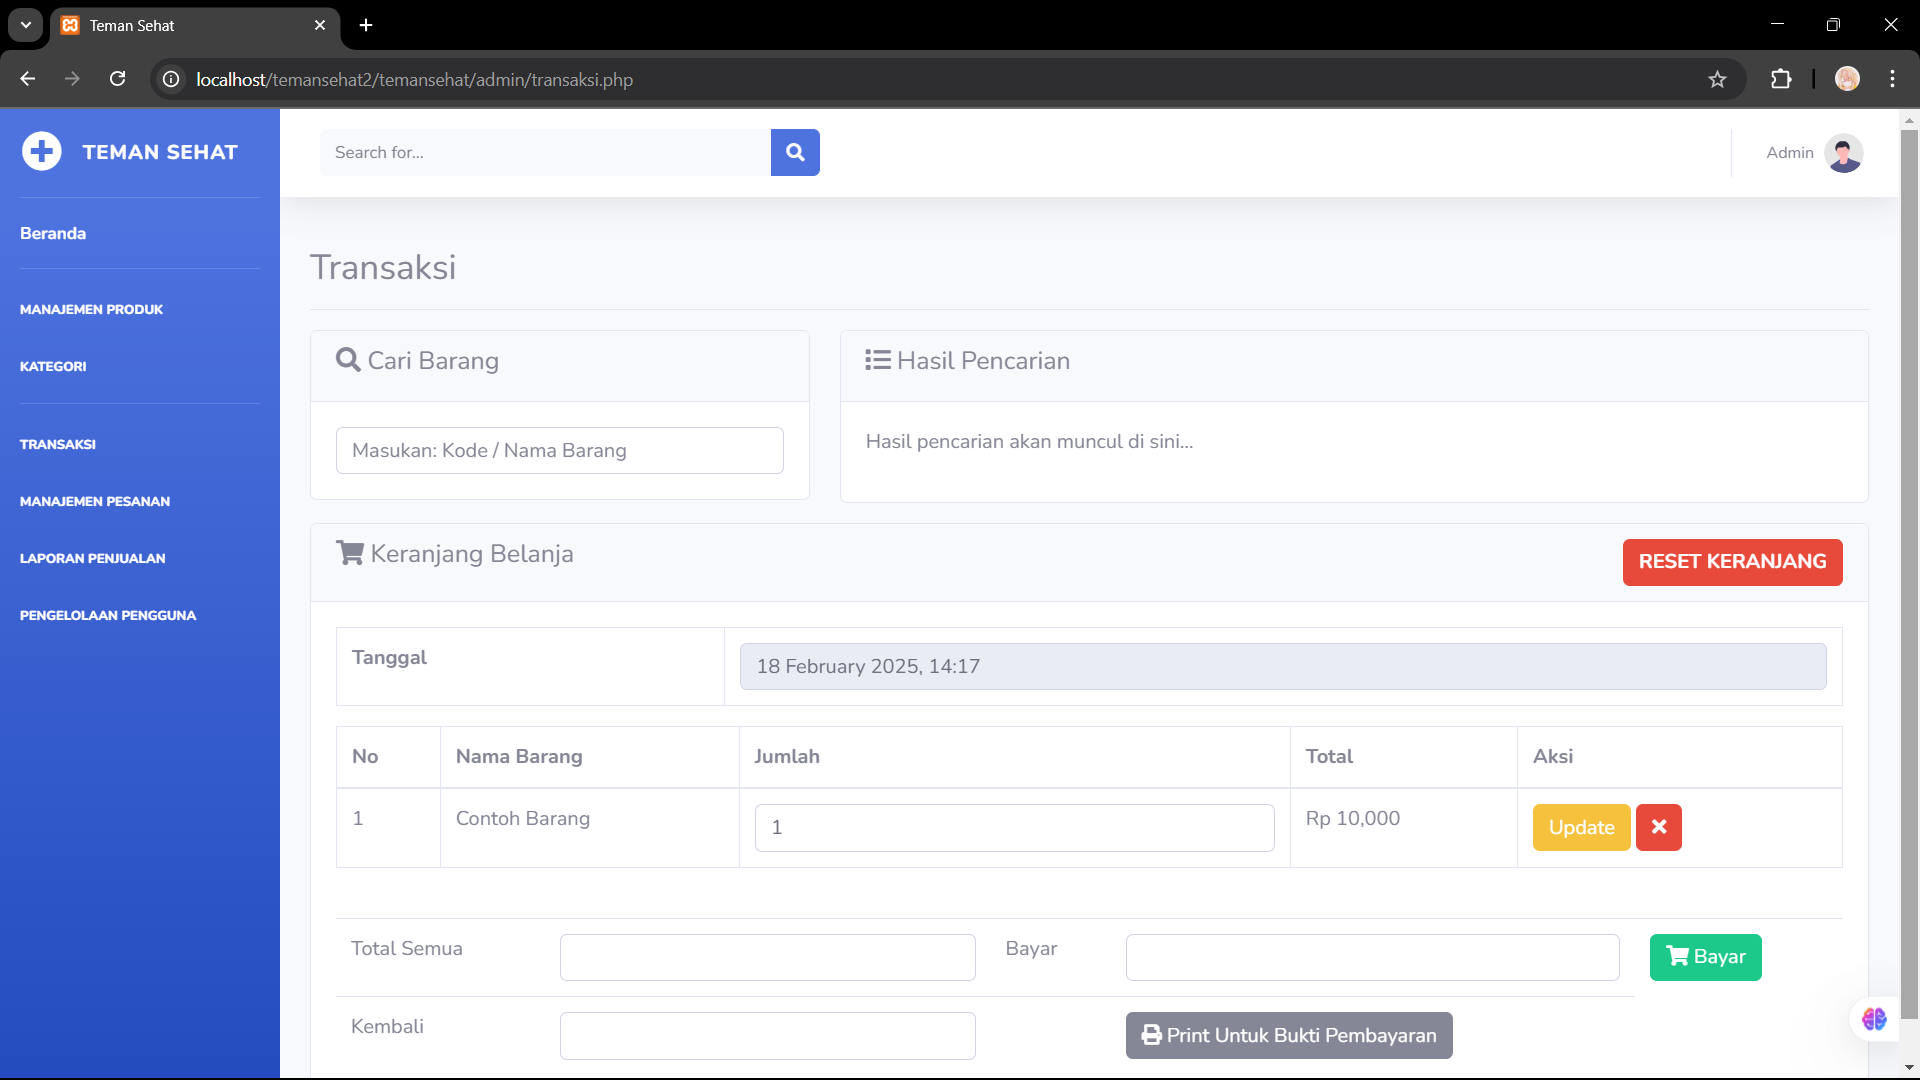 Teman Sehat
localhost/temansehat2/temansehat/admin/transaksi.php
TEMAN SEHAT
Search for...
Admin
Beranda
MANAJEMEN PRODUK
KATEGORI
TRANSAKSI
MANAJEMEN PESANAN
LAPORAN PENJUALAN
PENGELOLAAN PENGGUNA
Transaksi
Cari Barang
Masukan: Kode / Nama Barang
Hasil Pencarian
Hasil pencarian akan muncul di sini...
Keranjang Belanja
RESET KERANJANG
Tanggal
18 February 2025, 14:17
No Nama Barang Jumlah Total Aksi
1 Contoh Barang 1 Rp 10,000 Update
Total Semua Bayar Bayar
Kembali Print Untuk Bukti Pembayaran